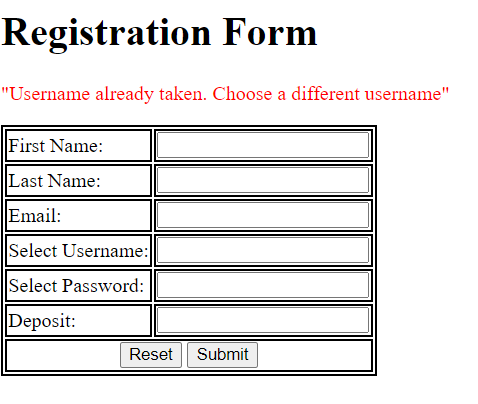 Registration Form
"Username already taken. Choose a different username"
First Name:
Last Name:
Email:
Select Username:
Select Password:
Deposit:
Reset Submit